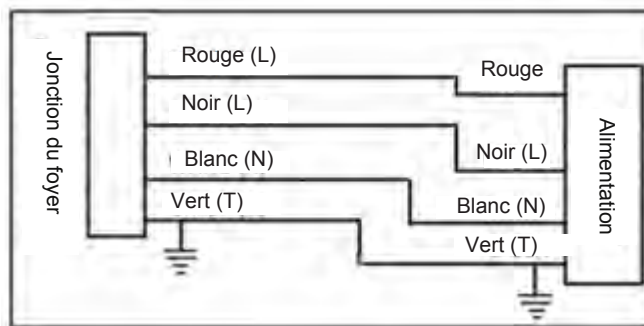 Jonction du foyer
Rouge (L)
Noir (L)
Blanc (N)
Vert (T)
Rouge
Noir (L)
Blanc (N)
Vert (T)
Alimentation